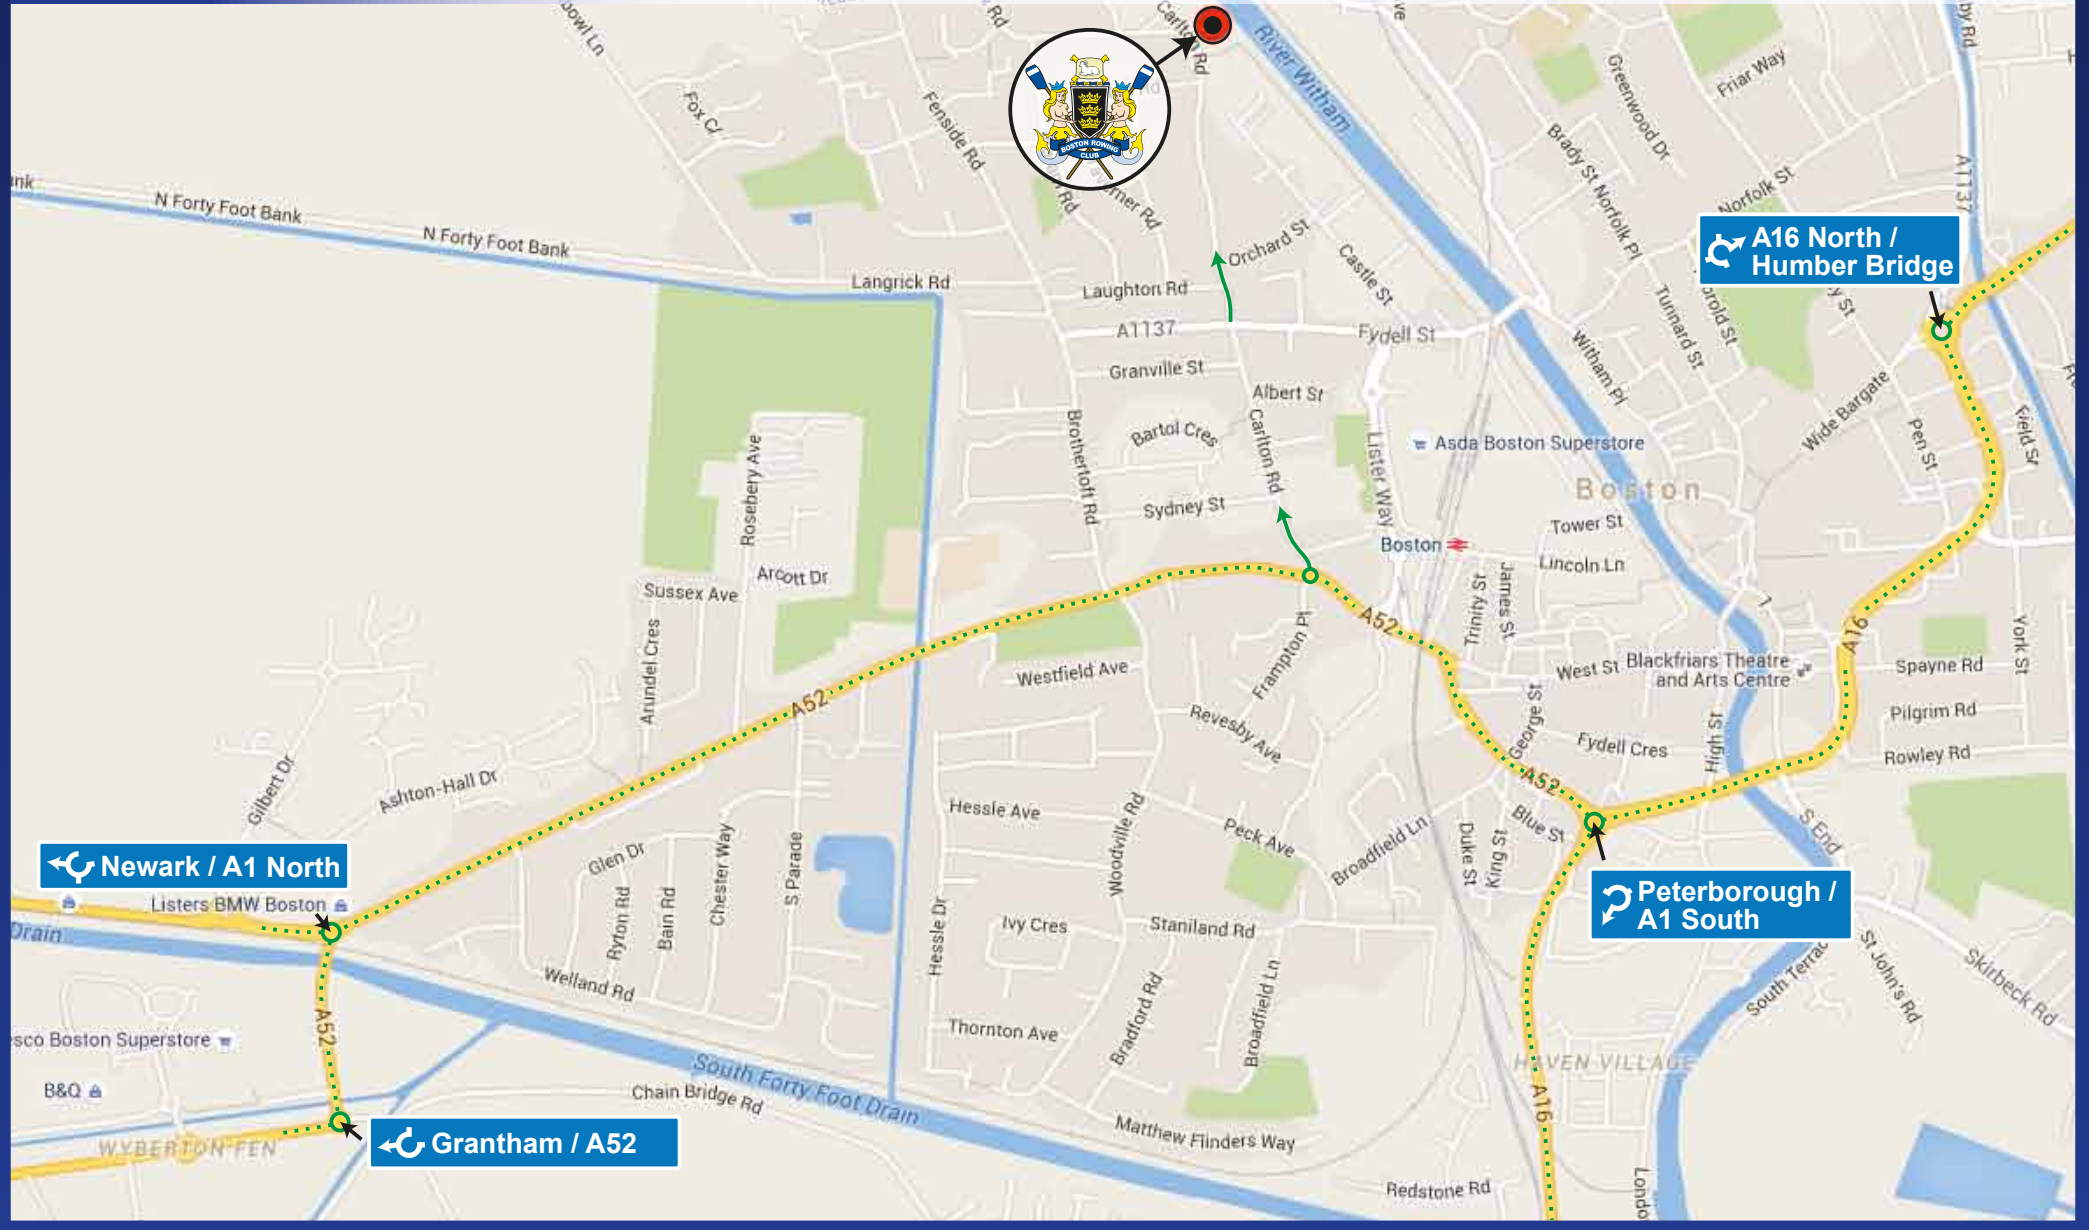 Carlton Rd
River Witham
Rd
Friar Way
Greenwood Dr
Fox C/
Fenside Rd
BOSTON ROWING
CLUB
Brady St
Norfolk Pl
Norfolk St
A1137
N Forty Foot Bank
N Forty Foot Bank
Langrick Rd
Laughton Rd
Orchard St
Castle St
A16 North /
Humber Bridge
A1137
Fydell St
Granville St
Albert St
Witham Pl
Tunnard St
Wide Bargate
Pen St
Bartol Cres
Brothertoft Rd
Carlton Rd
Lister Way
Asda Boston Superstore
Boston
Rosebery Ave
Sydney St
Tower St
Boston
Lincoln Ln
Arcott Dr
Sussex Ave
Arundel Cres
A52
Trinity St
James St
A16
York St
Westfield Ave
Frampton Pl
West St
Blackfriars Theatre
and Arts Centre
Spayne Rd
A52
Revesby Ave
George St
Fydell Cres
High St
Pilgrim Rd
Rowley Rd
Gilbert Dr
Ashton-Hall Dr
Hessle Ave
Woodville Rd
Peck Ave
Broadfield Ln
A52
Blue St
Duke St
King St
S End
Newark / A1 North
Glen Dr
Chester Way
S Parade
Listers BMW Boston
Ryton Rd
Bain Rd
Hessle Dr
Ivy Cres
Staniland Rd
Peterborough /
A1 South
Drain
Welland Rd
Bradford Rd
Broadfield Ln
South Terrac
St John's Rd
Skirbeck Rd
A52
sco Boston Superstore
Thornton Ave
HAVEN VILLAGE
B&Q
South Forty Foot Drain
Chain Bridge Rd
A16
WYBERTON FEN
Grantham / A52
Matthew Flinders Way
Redstone Rd
Londo